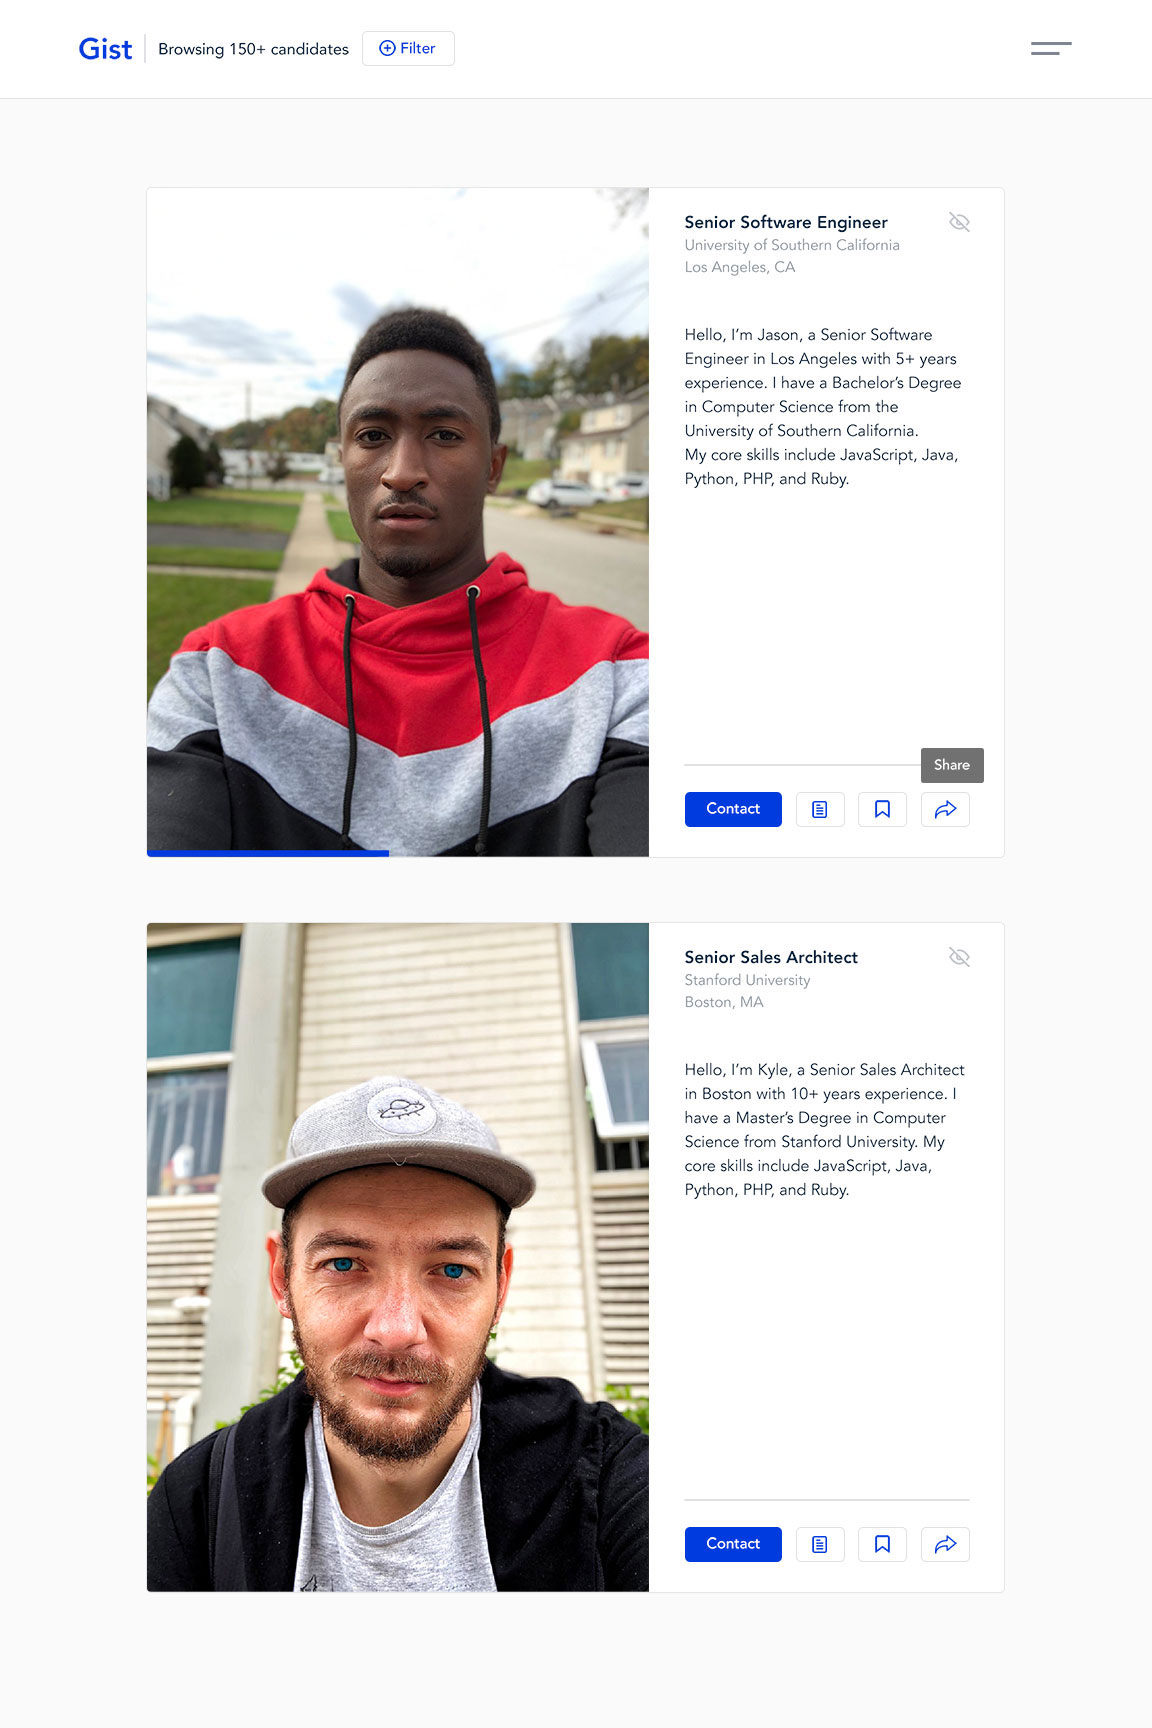 Gist
Browsing 150+ candidates
Filter
Senior Software Engineer
University of Southern California
Los Angeles, CA
Hello, I’m Jason, a Senior Software
Engineer in Los Angeles with 5+ years
experience. I have a Bachelor’s Degree
in Computer Science from the
University of Southern California.
My core skills include JavaScript, Java,
Python, PHP, and Ruby.
Share
Contact
Senior Sales Architect
Stanford University
Boston, MA
Hello, I’m Kyle, a Senior Sales Architect
in Boston with 10+ years experience. I
have a Master’s Degree in Computer
Science from Stanford University. My
core skills include JavaScript, Java,
Python, PHP, and Ruby.
Contact